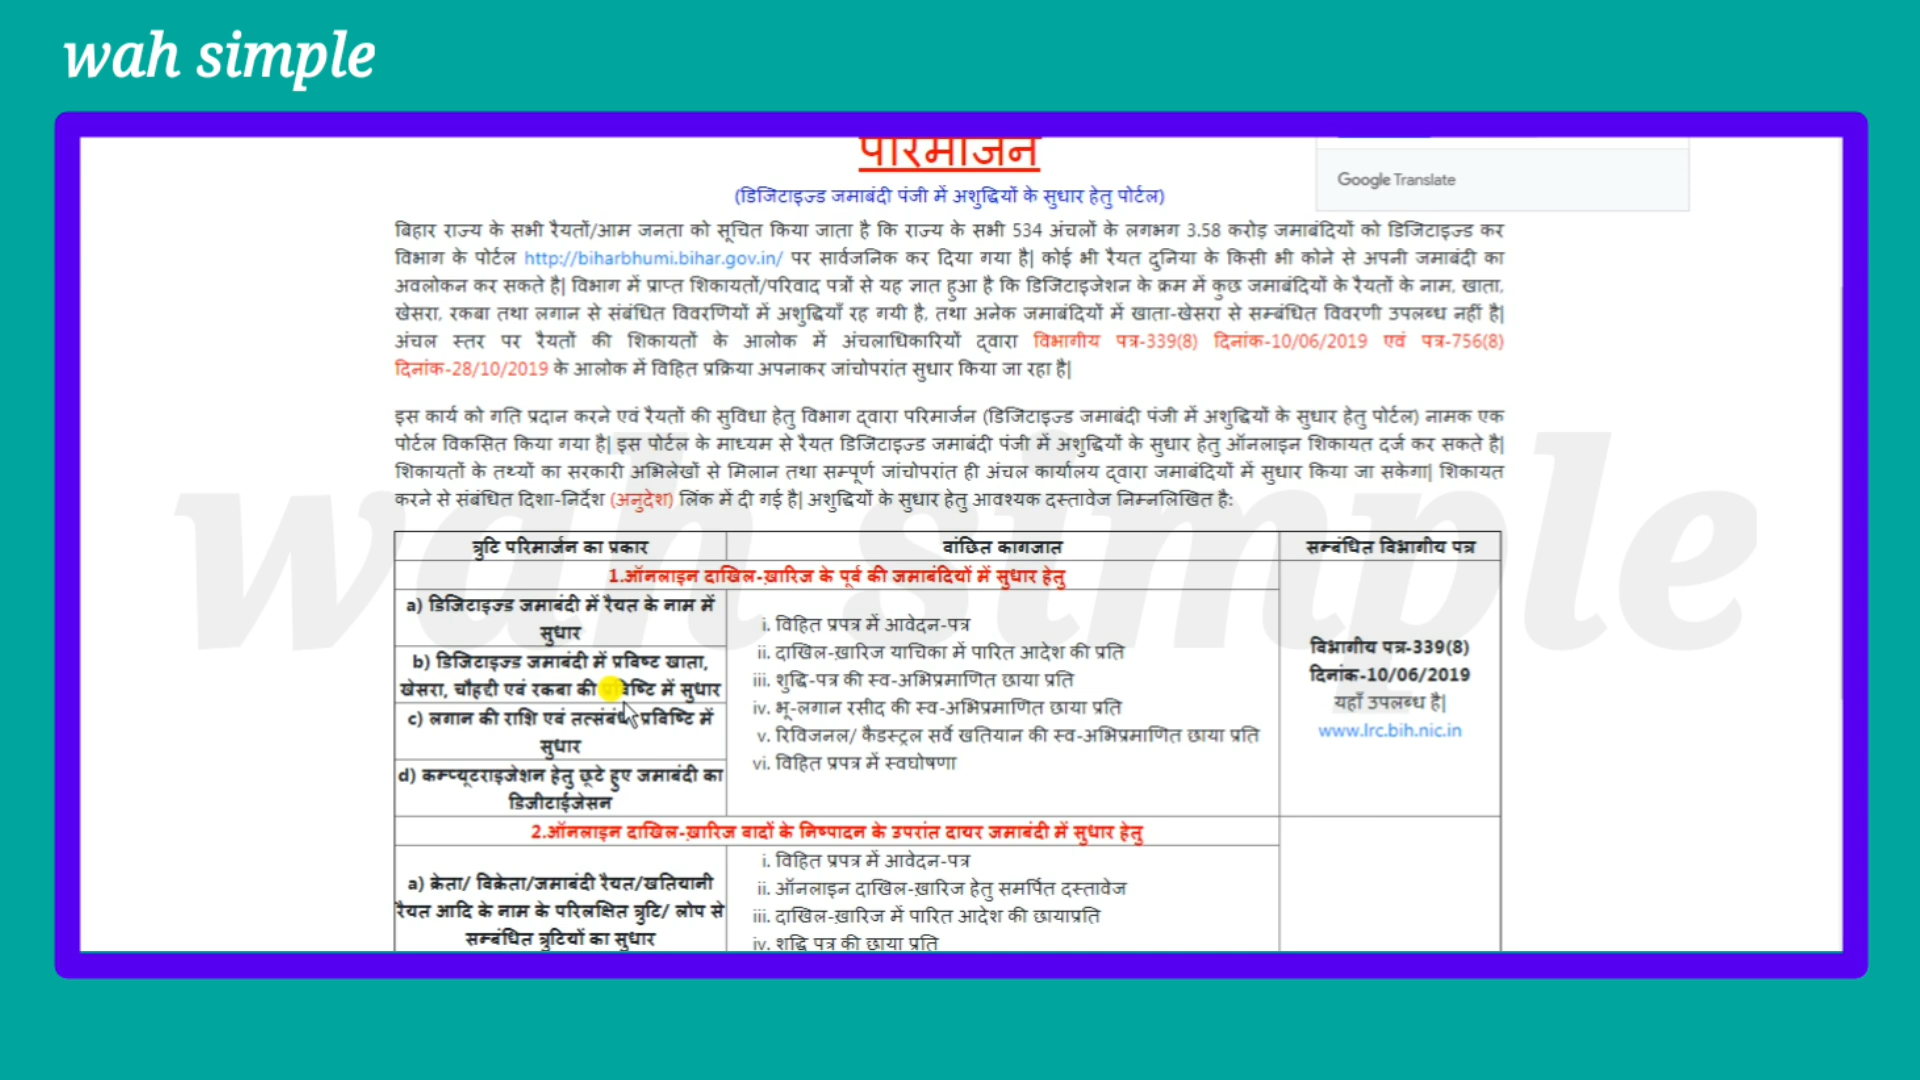 wah simple
परिमार्जन
Google Translate
(डिजिटाइज्ड जमाबंदी पंजी में अशुद्धियों के सुधार हेतु पोर्टल)
बिहार राज्य के सभी रैयतों/आम जनता को सूचित किया जाता है कि राज्य के सभी 534 अंचलों के लगभग 3.58 करोड़ जमाबंदियों को डिजिटाइज्ड कर
विभाग के पोर्टल http://biharbhumi.bihar.gov.in/ पर सार्वजनिक कर दिया गया है| कोई भी रैयत दुनिया के किसी भी कोने से अपनी जमाबंदी का
अवलोकन कर सकते है| विभाग में प्राप्त शिकायतों/परिवाद पत्रों से यह ज्ञात हुआ है कि डिजिटाइजेशन के क्रम में कुछ जमाबंदियों के रैयतों के नाम, खाता,
खेसरा, रकबा तथा लगान से संबंधित विवरणियों में अशुद्धियाँ रह गयी है, तथा अनेक जमाबंदियों में खाता-खेसरा से सम्बंधित विवरणी उपलब्ध नहीं है|
अंचल स्तर पर रैयतों की शिकायतों के आलोक में अंचलाधिकारियों द्वारा विभागीय पत्र-339(8) दिनांक-10/06/2019 एवं पत्र-756(8)
दिनांक-28/10/2019 के आलोक में विहित प्रक्रिया अपनाकर जांचोपरांत सुधार किया जा रहा है|
इस कार्य को गति प्रदान करने एवं रैयतों की सुविधा हेतु विभाग द्वारा परिमार्जन (डिजिटाइज्ड जमाबंदी पंजी में अशुद्धियों के सुधार हेतु पोर्टल) नामक एक
पोर्टल विकसित किया गया है| इस पोर्टल के माध्यम से रैयत डिजिटाइज्ड जमाबंदी पंजी में अशुद्धियों के सुधार हेतु ऑनलाइन शिकायत दर्ज कर सकते है|
शिकायतों के तथ्यों का सरकारी अभिलेखों से मिलान तथा सम्पूर्ण जांचोपरांत ही अंचल कार्यालय द्वारा जमाबंदियों में सुधार किया जा सकेगा| शिकायत
करने से संबंधित दिशा-निर्देश (अनुदेश) लिंक में दी गई है| अशुद्धियों के सुधार हेतु आवश्यक दस्तावेज निम्नलिखित है:
wah simple
त्रुटि परिमार्जन का प्रकार
वांछित कागजात
सम्बंधित विभागीय पत्र
1.ऑनलाइन दाखिल-ख़ारिज के पूर्व की जमाबंदियों में सुधार हेतु
a) डिजिटाइज्ड जमाबंदी में रैयत के नाम में
सुधार
b) डिजिटाइज्ड जमाबंदी में प्रविष्ट खाता,
खेसरा, चौहद्दी एवं रकबा की प्रविष्टि में सुधार
c) लगान की राशि एवं तत्संबंधी प्रविष्टि में
सुधार
d) कम्प्यूटराइजेशन हेतु छूटे हुए जमाबंदी का
डिजीटाईजेसन
i. विहित प्रपत्र में आवेदन-पत्र
ii. दाखिल-ख़ारिज याचिका में पारित आदेश की प्रति
iii. शुद्धि-पत्र की स्व-अभिप्रमाणित छाया प्रति
iv. भू-लगान रसीद की स्व-अभिप्रमाणित छाया प्रति
v. रिविजनल/ कैडस्ट्रल सर्वे खतियान की स्व-अभिप्रमाणित छाया प्रति
vi. विहित प्रपत्र में स्वघोषणा
विभागीय पत्र-339(8)
दिनांक-10/06/2019
यहाँ उपलब्ध है|
www.lrc.bih.nic.in
2.ऑनलाइन दाखिल-ख़ारिज वादों के निष्पादन के उपरांत दायर जमाबंदी में सुधार हेतु
a) क्रेता/ विक्रेता/जमाबंदी रैयत/खतियानी
रैयत आदि के नाम के परिलक्षित त्रुटि/ लोप से
सम्बंधित त्रुटियों का सुधार
i. विहित प्रपत्र में आवेदन-पत्र
ii. ऑनलाइन दाखिल-ख़ारिज हेतु समर्पित दस्तावेज
iii. दाखिल-ख़ारिज में पारित आदेश की छायाप्रति
iv. शुद्धि पत्र की छाया प्रति